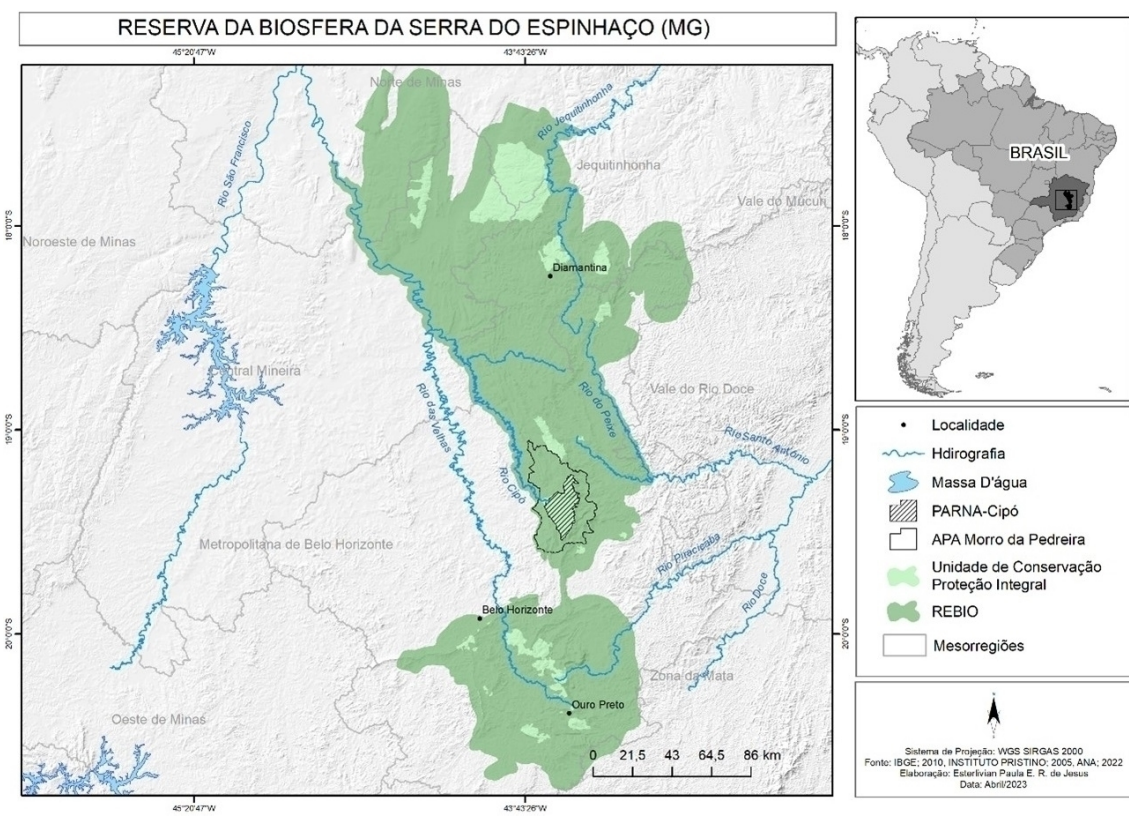 RESERVA DA BIOSFERA DA SERRA DO ESPINHAÇO (MG)
45°20'47"W
43°43'26"W
Norte de Minas
Rio Jequitinhonha
Rio São Francisco
Jequitinhonha
Vale do Mucuri
18°0'0"S
18°0'0"S
Noroeste de Minas
Diamantina
Central Mineira
Vale do Rio Doce
Rio do Peixe
Rio das Velhas
19°0'0"S
19°0'0"S
Rio Santo Antônio
Rio Cipó
Metropolitana de Belo Horizonte
Rio Piracicaba
Rio Doce
Belo Horizonte
20°0'0"S
20°0'0"S
Zona da Mata
Ouro Preto
Oeste de Minas
0 21,5 43 64,5 86 km
45°20'47"W
43°43'26"W
BRASIL
Localidade
Hdirografia
Massa D'água
PARNA-Cipó
APA Morro da Pedreira
Unidade de Conservação
Proteção Integral
REBIO
Mesorregiões
Sistema de Projeção: WGS SIRGAS 2000
Fonte: IBGE; 2010, INSTITUTO PRISTINO; 2005, ANA; 2022
Elaboração: Esterlivian Paula E. R. de Jesus
Data: Abril/2023